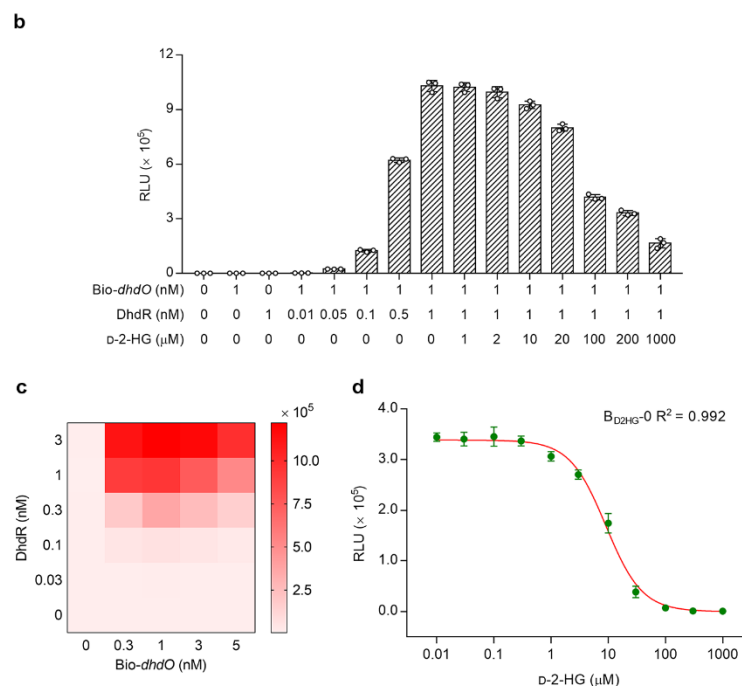 b
12
9
6
3
0
RLU (× 10⁵)
Bio-dhdO (nM) 0 1 0 1 1 1 1 1 1 1 1 1 1 1 1
DhdR (nM) 0 0 1 0.01 0.05 0.1 0.5 1 1 1 1 1 1 1 1
D-2-HG (μM) 0 0 0 0 0 0 0 0 1 2 10 20 100 200 1000
c
3
1
0.3
0.1
0.03
0
DhdR (nM)
0 0.3 1 3 5
Bio-dhdO (nM)
× 10⁵
10.0
7.5
5.0
2.5
d
B_D2HG-0 R² = 0.992
4.0
3.0
2.0
1.0
0.0
RLU (× 10⁵)
0.01 0.1 1 10 100 1000
D-2-HG (μM)